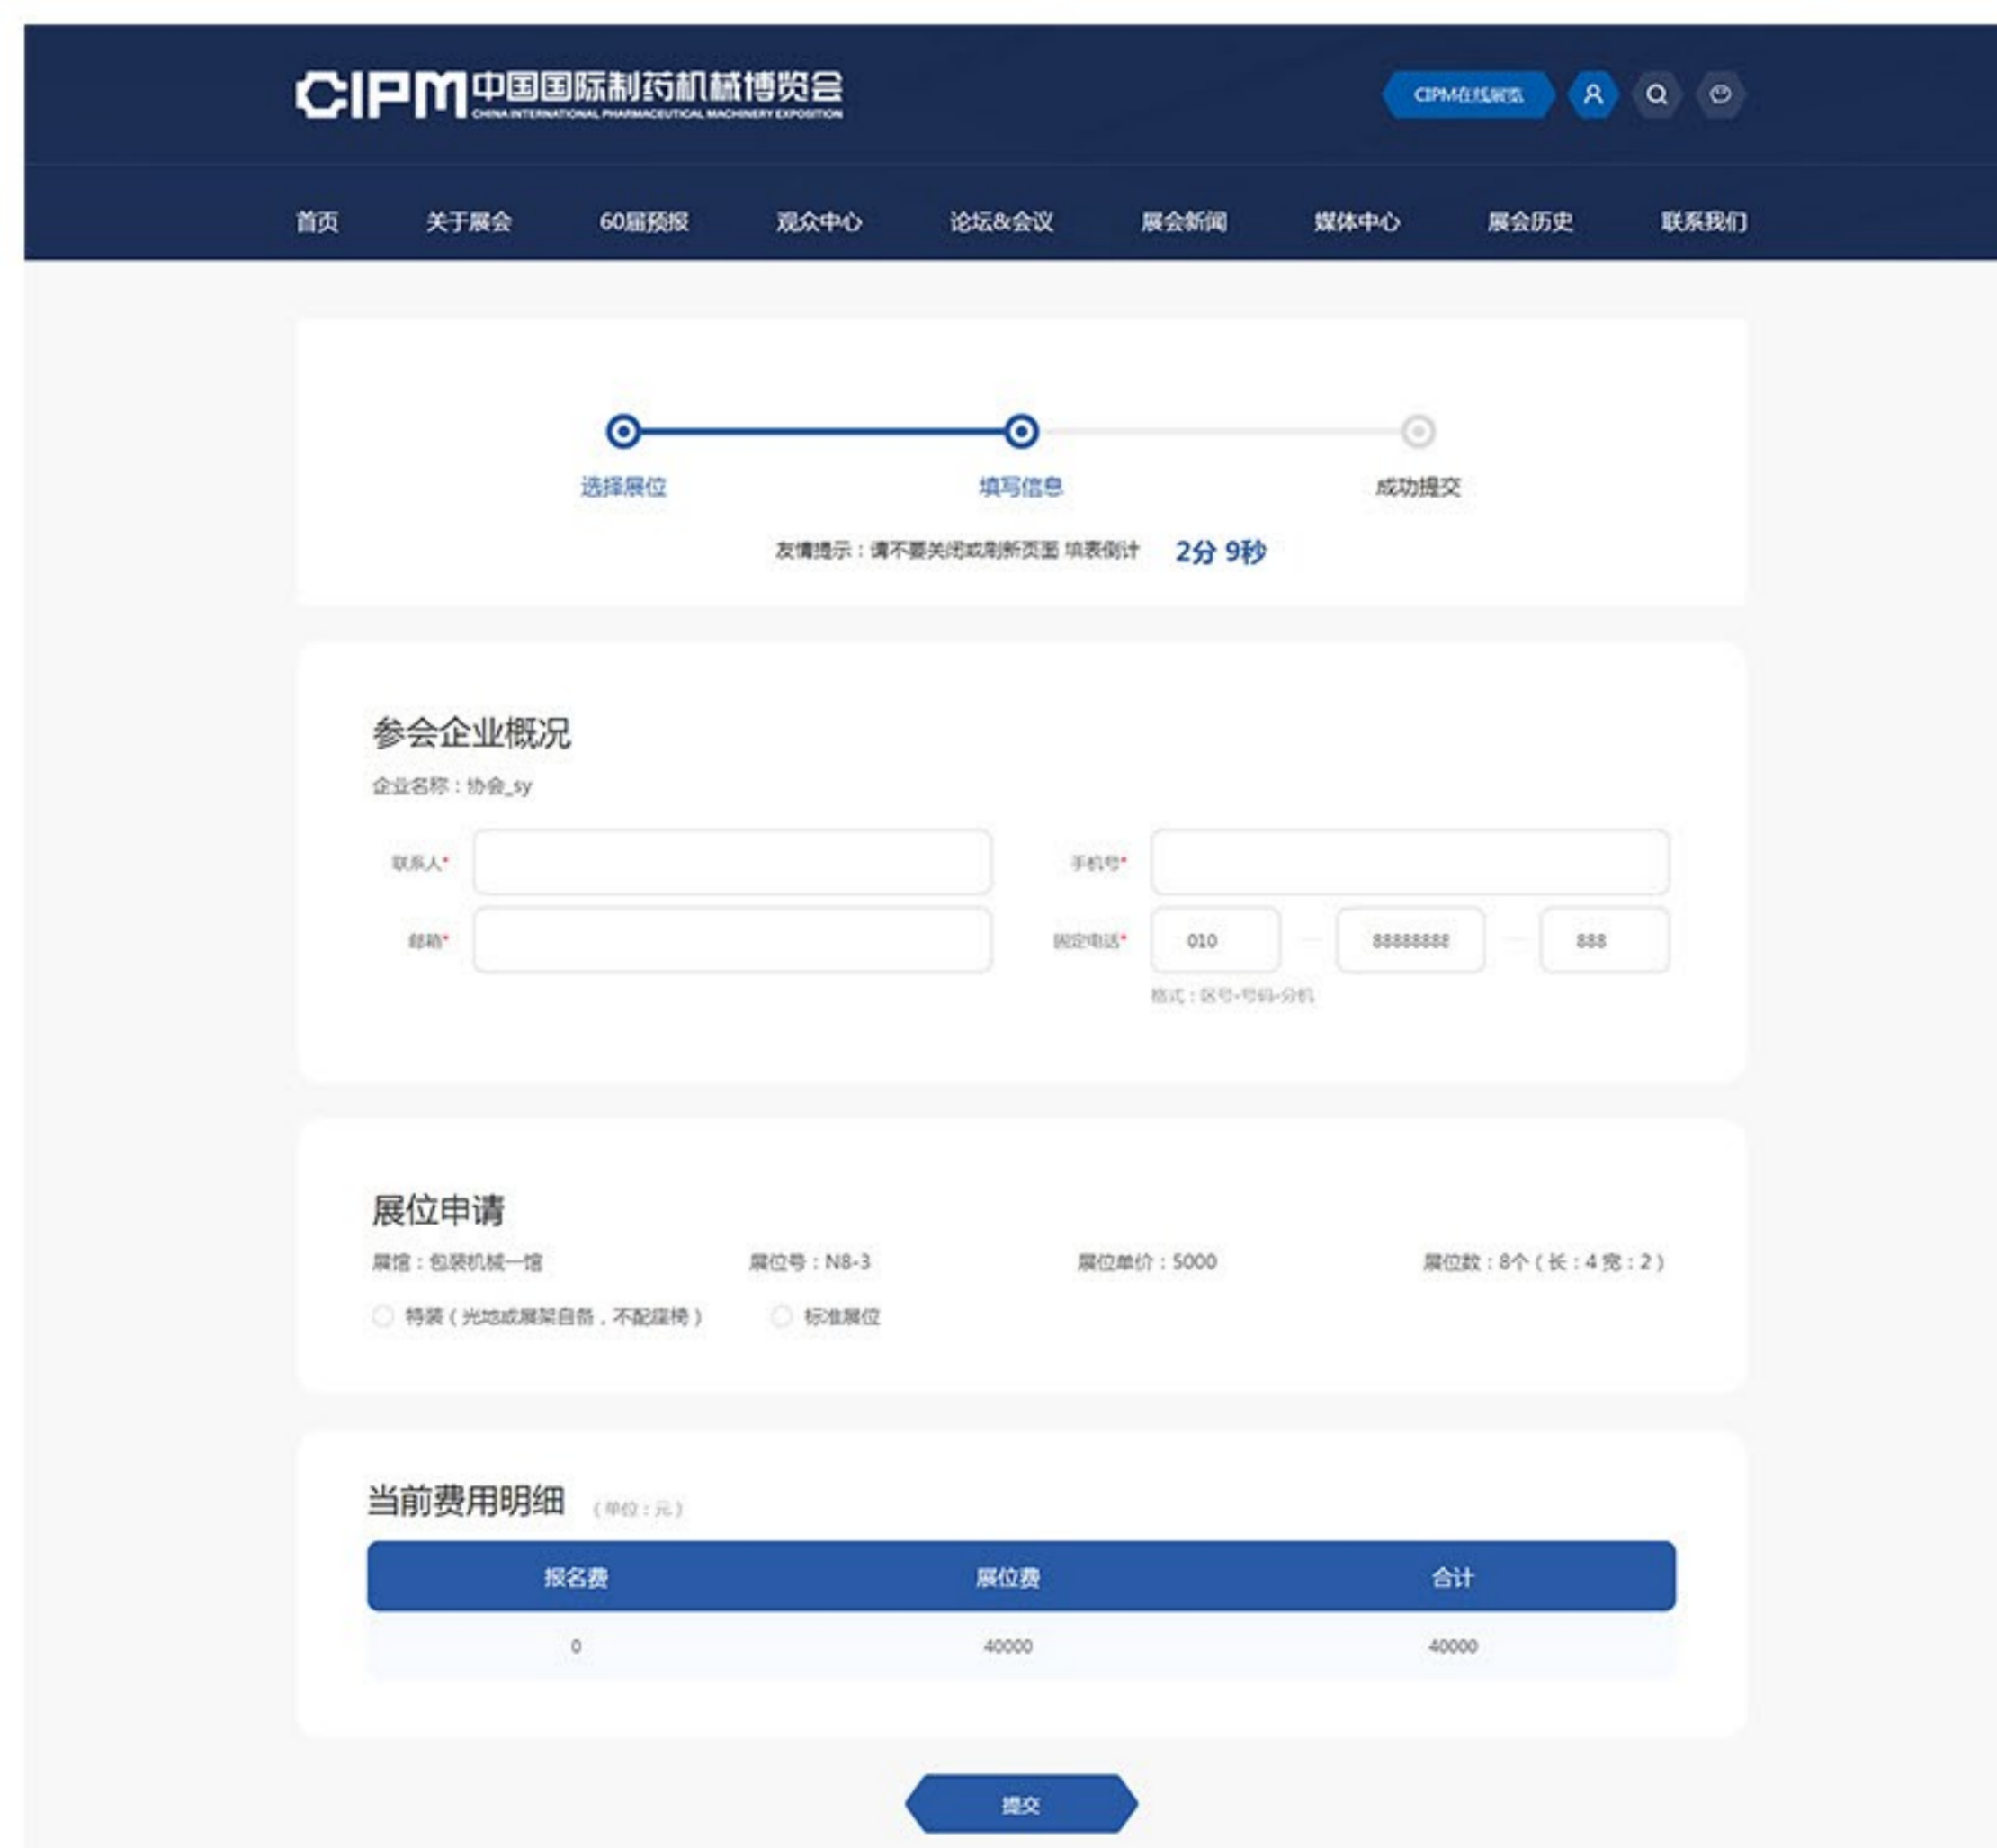 CIPM 中国国际制药机械博览会
CHINA INTERNATIONAL PHARMACEUTICAL MACHINERY EXPOSITION
CIPM在线展览
首页 关于展会 60届预报 观众中心 论坛&会议 展会新闻 媒体中心 展会历史 联系我们
选择展位 填写信息 成功提交
友情提示：请不要关闭或刷新页面 填表倒计 2分 9秒
参会企业概况
企业名称：协会_sy
联系人* 手机号*
邮箱* 固定电话* 010 — 88888888 — 888
格式：区号-号码-分机
展位申请
展馆：包装机械一馆 展位号：N8-3 展位单价：5000 展位数：8个（长：4 宽：2）
特装（光地或展架自备，不配座椅） 标准展位
当前费用明细 （单位：元）
报名费 展位费 合计
0 40000 40000
提交